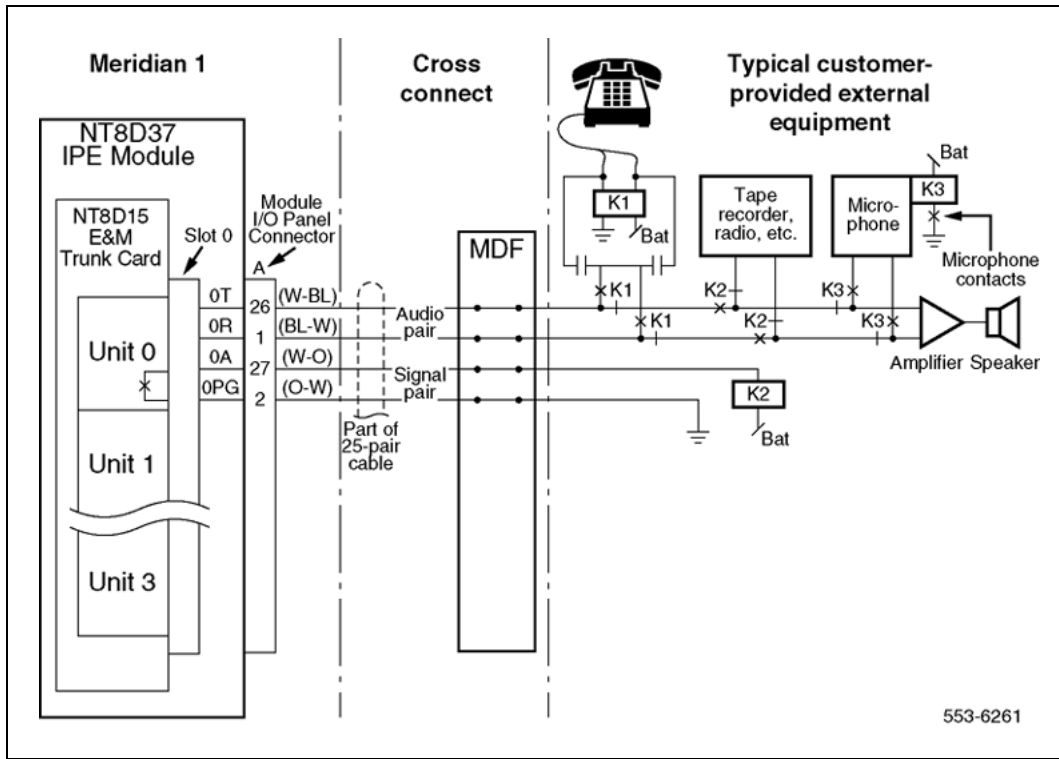 Meridian 1
Cross
connect
Typical customer-
provided external
equipment
NT8D37
IPE Module
NT8D15
E&M
Trunk Card
Slot 0
Module
I/O Panel
Connector
A
MDF
K1
Bat
Tape
recorder,
radio, etc.
Micro-
phone
K3
Bat
Microphone
contacts
Unit 0
Unit 1
Unit 3
0T
0R
0A
0PG
26
1
27
2
(W-BL)
(BL-W)
(W-O)
(O-W)
Audio
pair
Signal
pair
Part of
25-pair
cable
K1
K1
K2
K2
K3
K3
Amplifier
Speaker
K2
Bat
553-6261